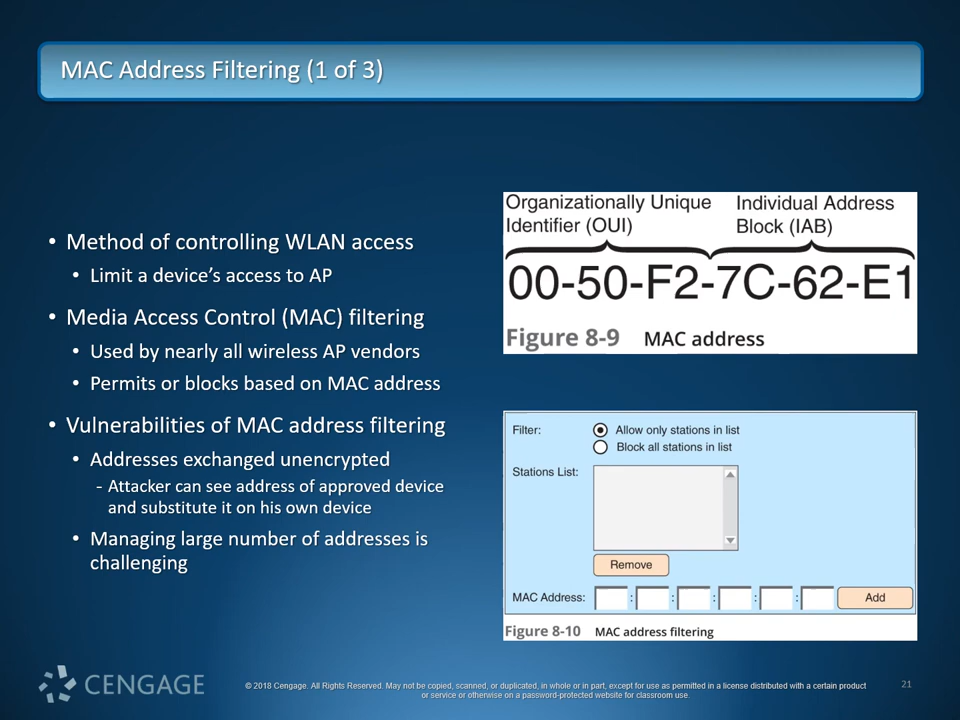 MAC Address Filtering (1 of 3)
• Method of controlling WLAN access
• Limit a device’s access to AP
• Media Access Control (MAC) filtering
• Used by nearly all wireless AP vendors
• Permits or blocks based on MAC address
• Vulnerabilities of MAC address filtering
• Addresses exchanged unencrypted
- Attacker can see address of approved device
and substitute it on his own device
• Managing large number of addresses is
challenging
Organizationally Unique
Identifier (OUI)
Individual Address
Block (IAB)
00-50-F2-7C-62-E1
Figure 8-9 MAC address
Filter: Allow only stations in list
Block all stations in list
Stations List:
Remove
MAC Address: : : : : : Add
Figure 8-10 MAC address filtering
CENGAGE
© 2018 Cengage. All Rights Reserved. May not be copied, scanned, or duplicated, in whole or in part, except for use as permitted in a license distributed with a certain product
or service or otherwise on a password-protected website for classroom use.
21